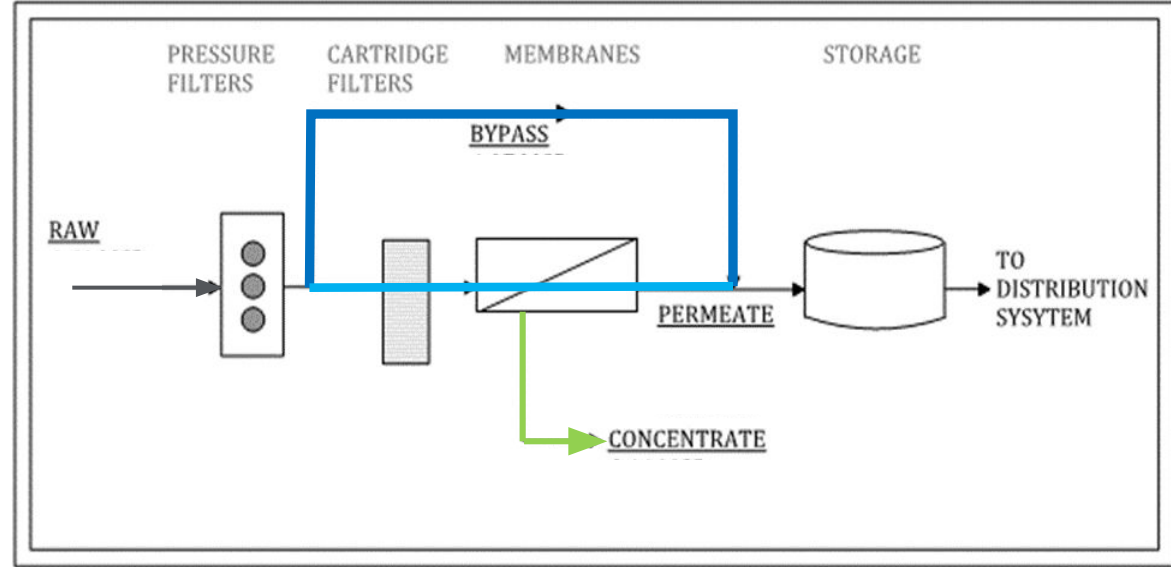 PRESSURE
FILTERS
CARTRIDGE
FILTERS
MEMBRANES
STORAGE
BYPASS
RAW
PERMEATE
TO
DISTRIBUTION
SYSYTEM
CONCENTRATE